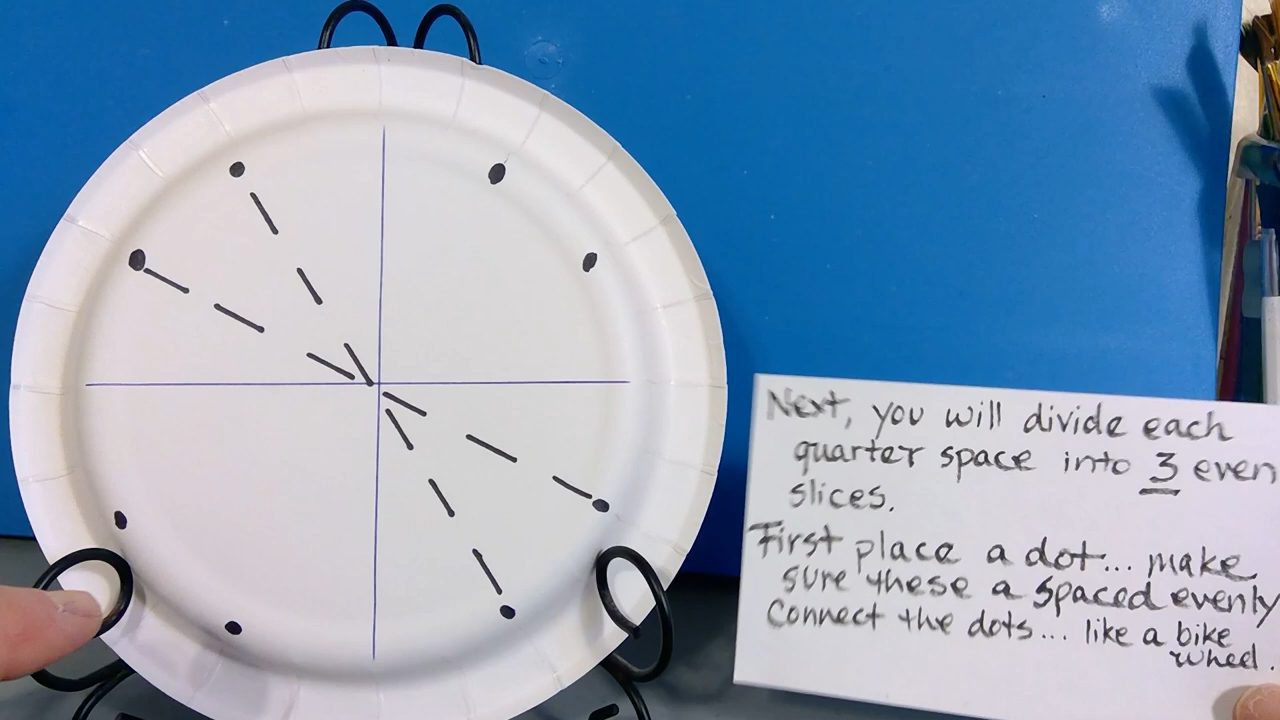 Next, you will divide each
quarter space into 3 even
slices.
First place a dot... make
sure these a spaced evenly
Connect the dots... like a bike
wheel.